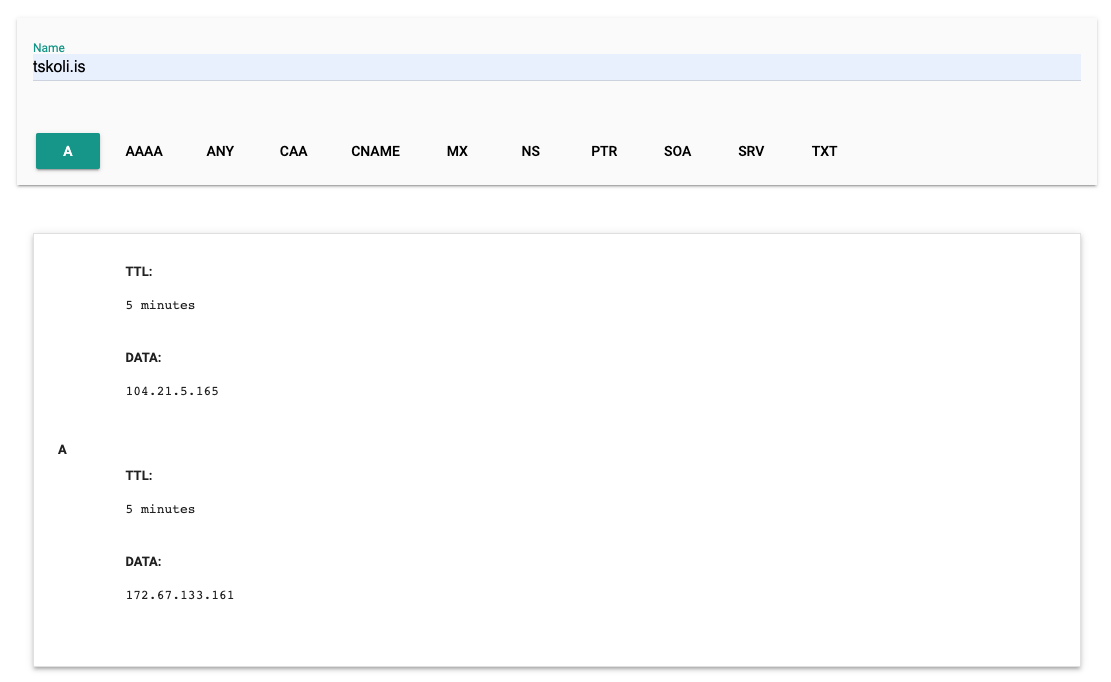 Name
tskoli.is
A AAAA ANY CAA CNAME MX NS PTR SOA SRV TXT
TTL:
5 minutes
DATA:
104.21.5.165
A
TTL:
5 minutes
DATA:
172.67.133.161